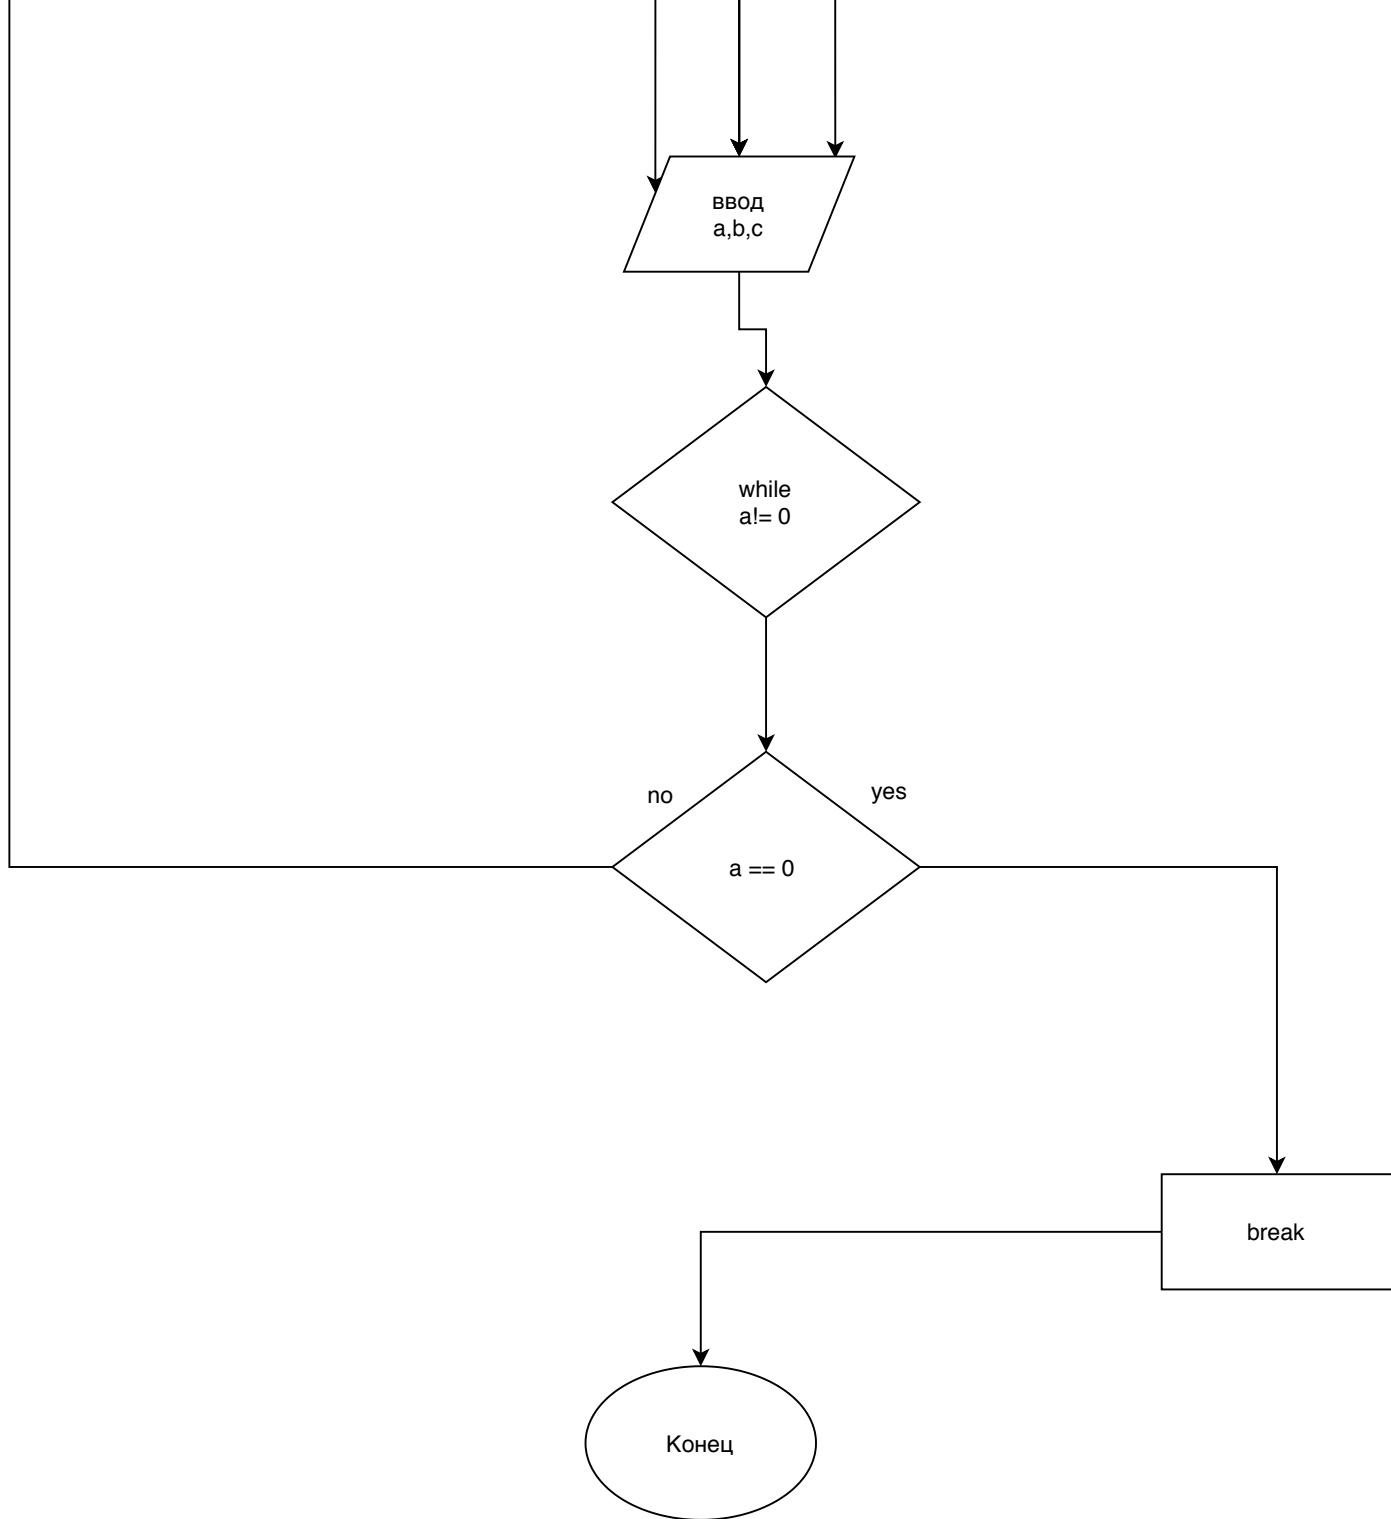 ввод
a,b,c
while
a!= 0
no
yes
a == 0
break
Конец